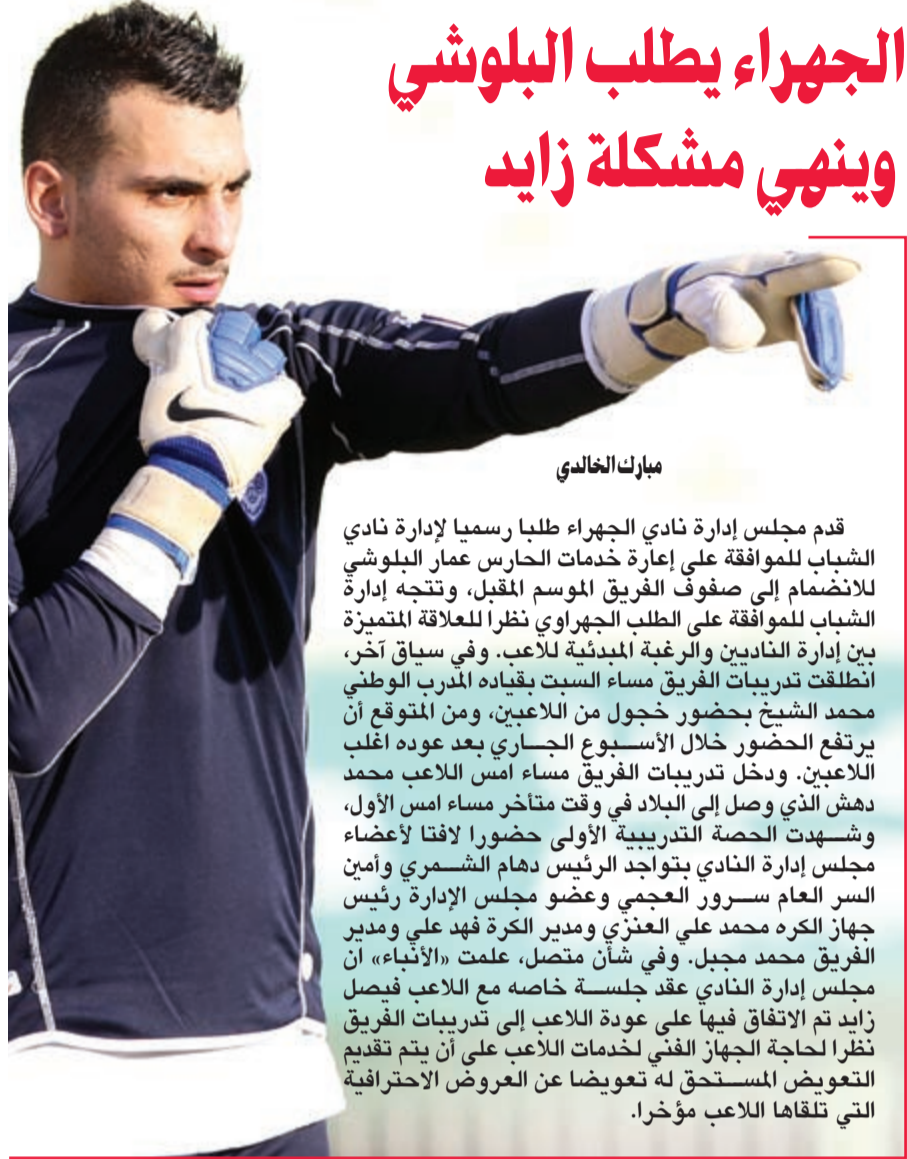 الجهراء يطلب البلوشي
وينهي مشكلة زايد
مبارك الخالدي
قدم مجلس إدارة نادي الجهراء طلبا رسميا لإدارة نادي
الشباب للموافقة على إعارة خدمات الحارس عمار البلوشي
للانضمام إلى صفوف الفريق الموسم المقبل، وتتجه إدارة
الشباب للموافقة على الطلب الجهراوي نظرا للعلاقة المتميزة
بين إدارة الناديين والرغبة المبدئية للاعب. وفي سياق آخر،
انطلقت تدريبات الفريق مساء السبت بقياده المدرب الوطني
محمد الشيخ بحضور خجول من اللاعبين، ومن المتوقع أن
يرتفع الحضور خلال الأسبوع الجاري بعد عوده اغلب
اللاعبين. ودخل تدريبات الفريق مساء امس اللاعب محمد
دهش الذي وصل إلى البلاد في وقت متأخر مساء امس الأول،
وشهدت الحصة التدريبية الأولى حضورا لافتا لأعضاء
مجلس إدارة النادي بتواجد الرئيس دهام الشمري وأمين
السر العام سرور العجمي وعضو مجلس الإدارة رئيس
جهاز الكره محمد علي العنزي ومدير الكرة فهد علي ومدير
الفريق محمد مجبل. وفي شأن متصل، علمت «الأنباء» ان
مجلس إدارة النادي عقد جلسة خاصه مع اللاعب فيصل
زايد تم الاتفاق فيها على عودة اللاعب إلى تدريبات الفريق
نظرا لحاجة الجهاز الفني لخدمات اللاعب على أن يتم تقديم
التعويض المستحق له تعويضا عن العروض الاحترافية
التي تلقاها اللاعب مؤخرا.